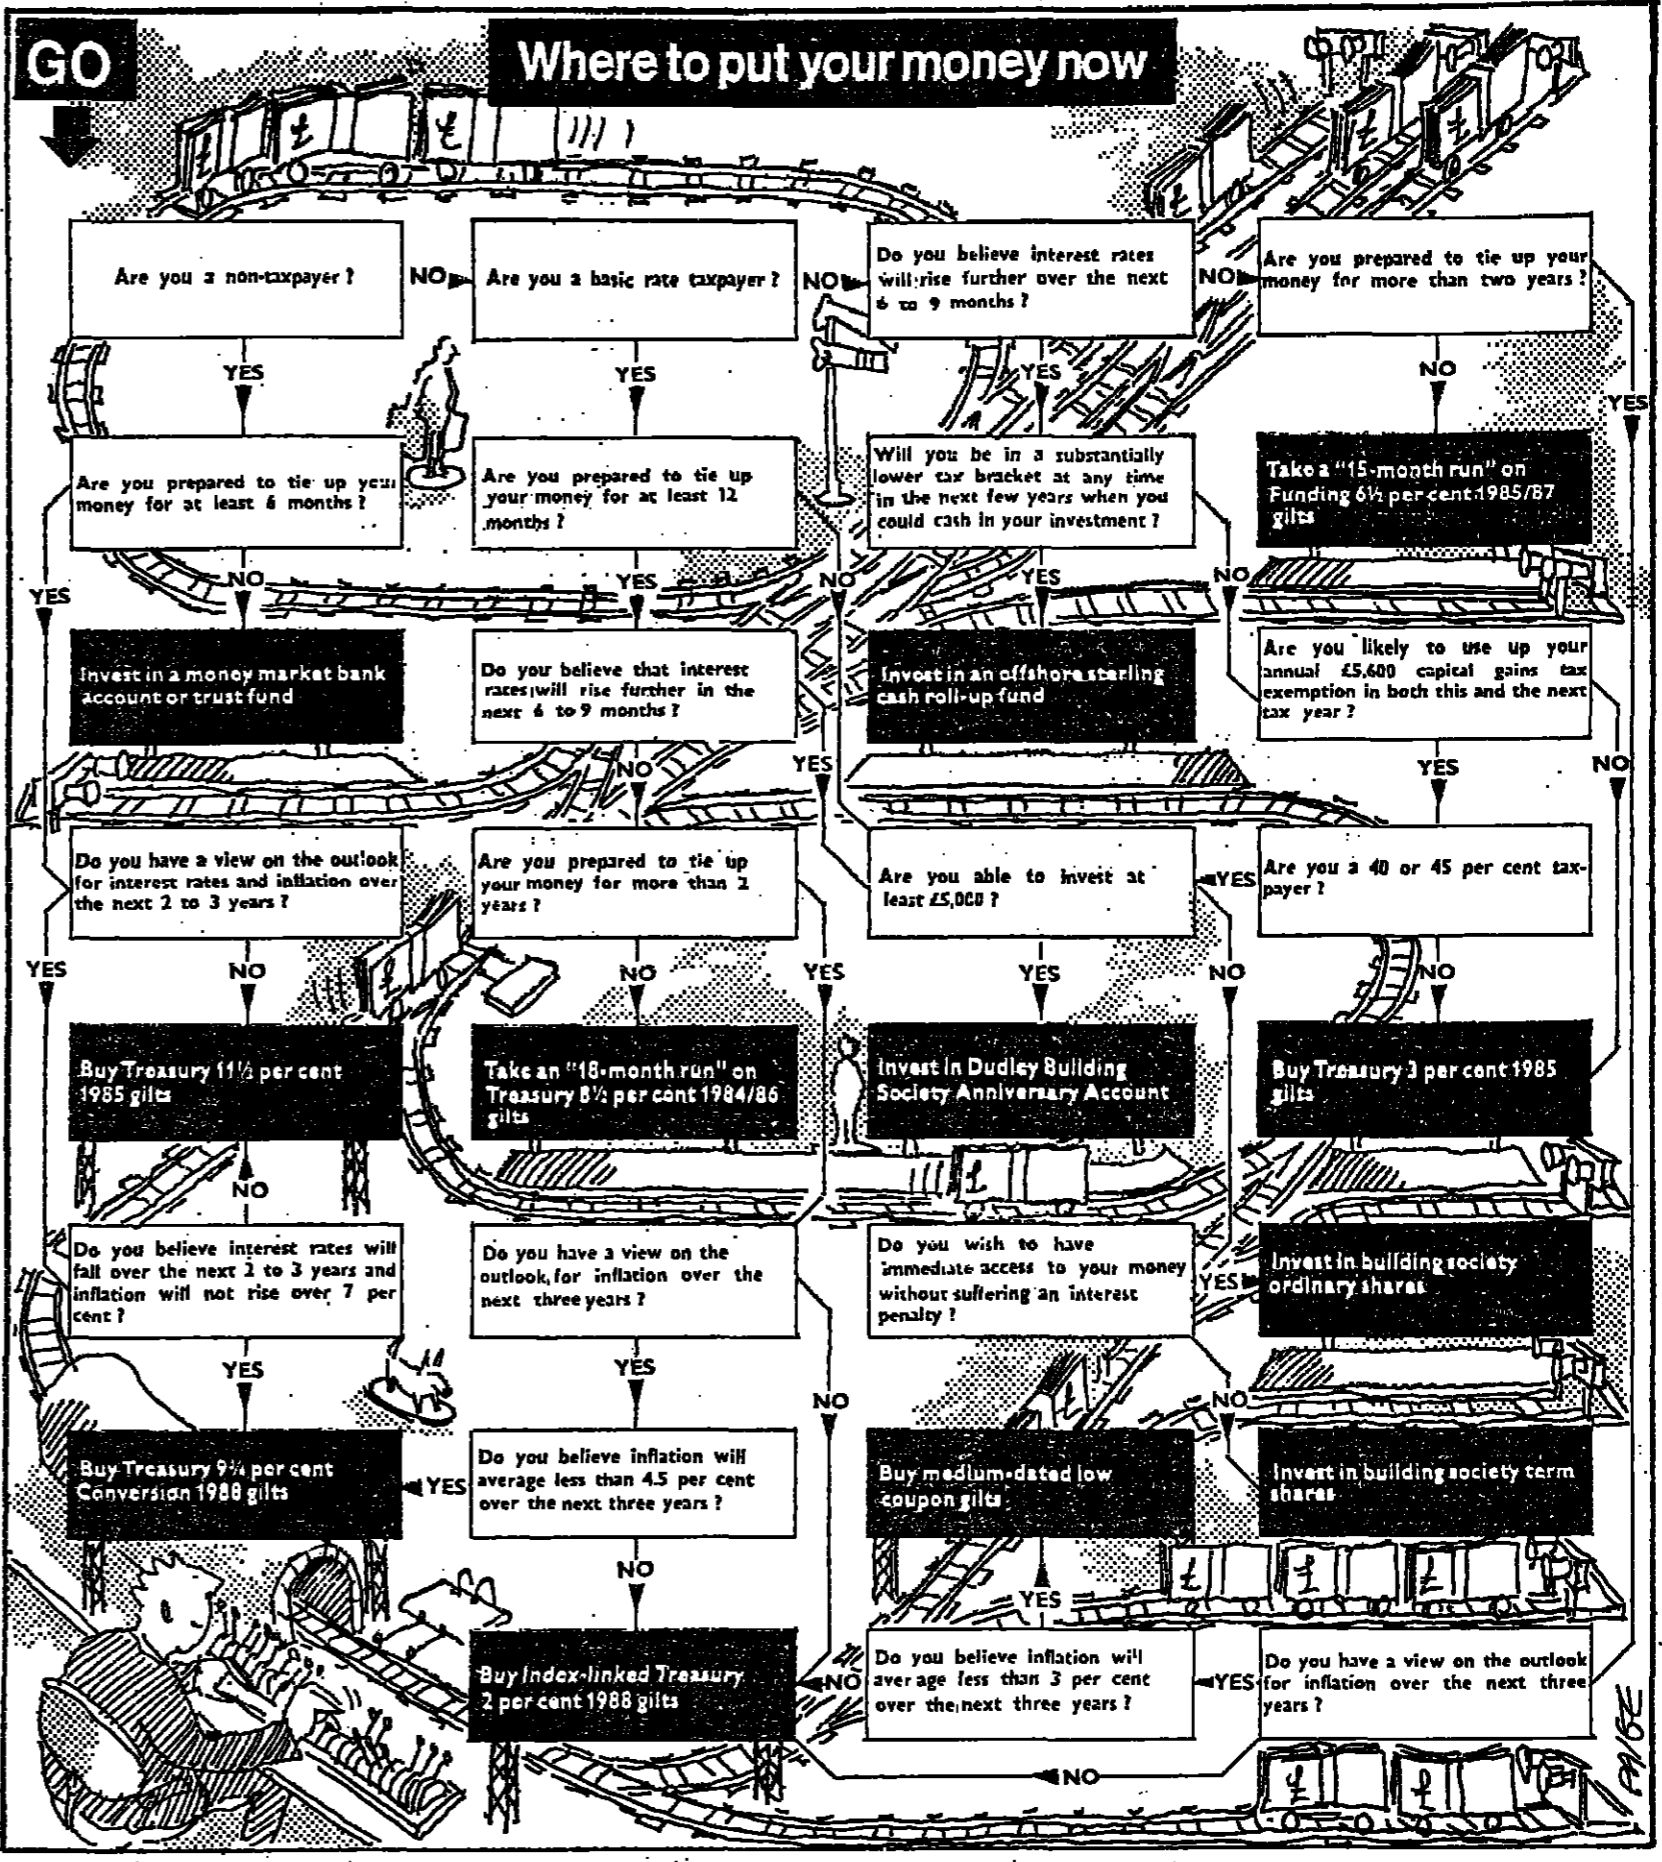 GO
Where to put your money now
Are you a non-taxpayer ?
NO
Are you a basic rate taxpayer ?
NO
Do you believe interest rates
will rise further over the next
6 to 9 months ?
NO
Are you prepared to tie up your
money for more than two years ?
YES
YES
YES
NO
YES
Are you prepared to tie up your
money for at least 6 months ?
Are you prepared to tie up
your money for at least 12
months ?
Will you be in a substantially
lower tax bracket at any time
in the next few years when you
could cash in your investment ?
Take a "15-month run" on
Funding 6½ per cent 1985/87
gilts
YES
NO
YES
NO
YES
NO
Invest in a money market bank
account or trust fund
Do you believe that interest
rates will rise further in the
next 6 to 9 months ?
Invest in an offshore sterling
cash roll-up fund
Are you likely to use up your
annual £5,600 capital gains tax
exemption in both this and the next
tax year ?
NO
YES
YES
NO
Do you have a view on the outlook
for interest rates and inflation over
the next 2 to 3 years ?
Are you prepared to tie up
your money for more than 2
years ?
Are you able to invest at
least £5,000 ?
YES
Are you a 40 or 45 per cent tax-
payer ?
YES
NO
NO
YES
YES
NO
NO
Buy Treasury 11½ per cent
1985 gilts
Take an "18-month run" on
Treasury 8½ per cent 1984/86
gilts
Invest in Dudley Building
Society Anniversary Account
Buy Treasury 3 per cent 1985
gilts
NO
Do you believe interest rates will
fall over the next 2 to 3 years and
inflation will not rise over 7 per
cent ?
Do you have a view on the
outlook for inflation over the
next three years ?
Do you wish to have
immediate access to your money
without suffering an interest
penalty ?
YES
Invest in building society
ordinary shares
YES
YES
NO
NO
Buy Treasury 9¾ per cent
Conversion 1988 gilts
YES
Do you believe inflation will
average less than 4.5 per cent
over the next three years ?
Buy medium-dated low
coupon gilts
Invest in building society term
shares
NO
YES
Buy Index-linked Treasury
2 per cent 1988 gilts
NO
Do you believe inflation will
average less than 3 per cent
over the next three years ?
YES
Do you have a view on the outlook
for inflation over the next three
years ?
NO
£
£
£
£
£
£
£
£
£
£
£
£
£
£